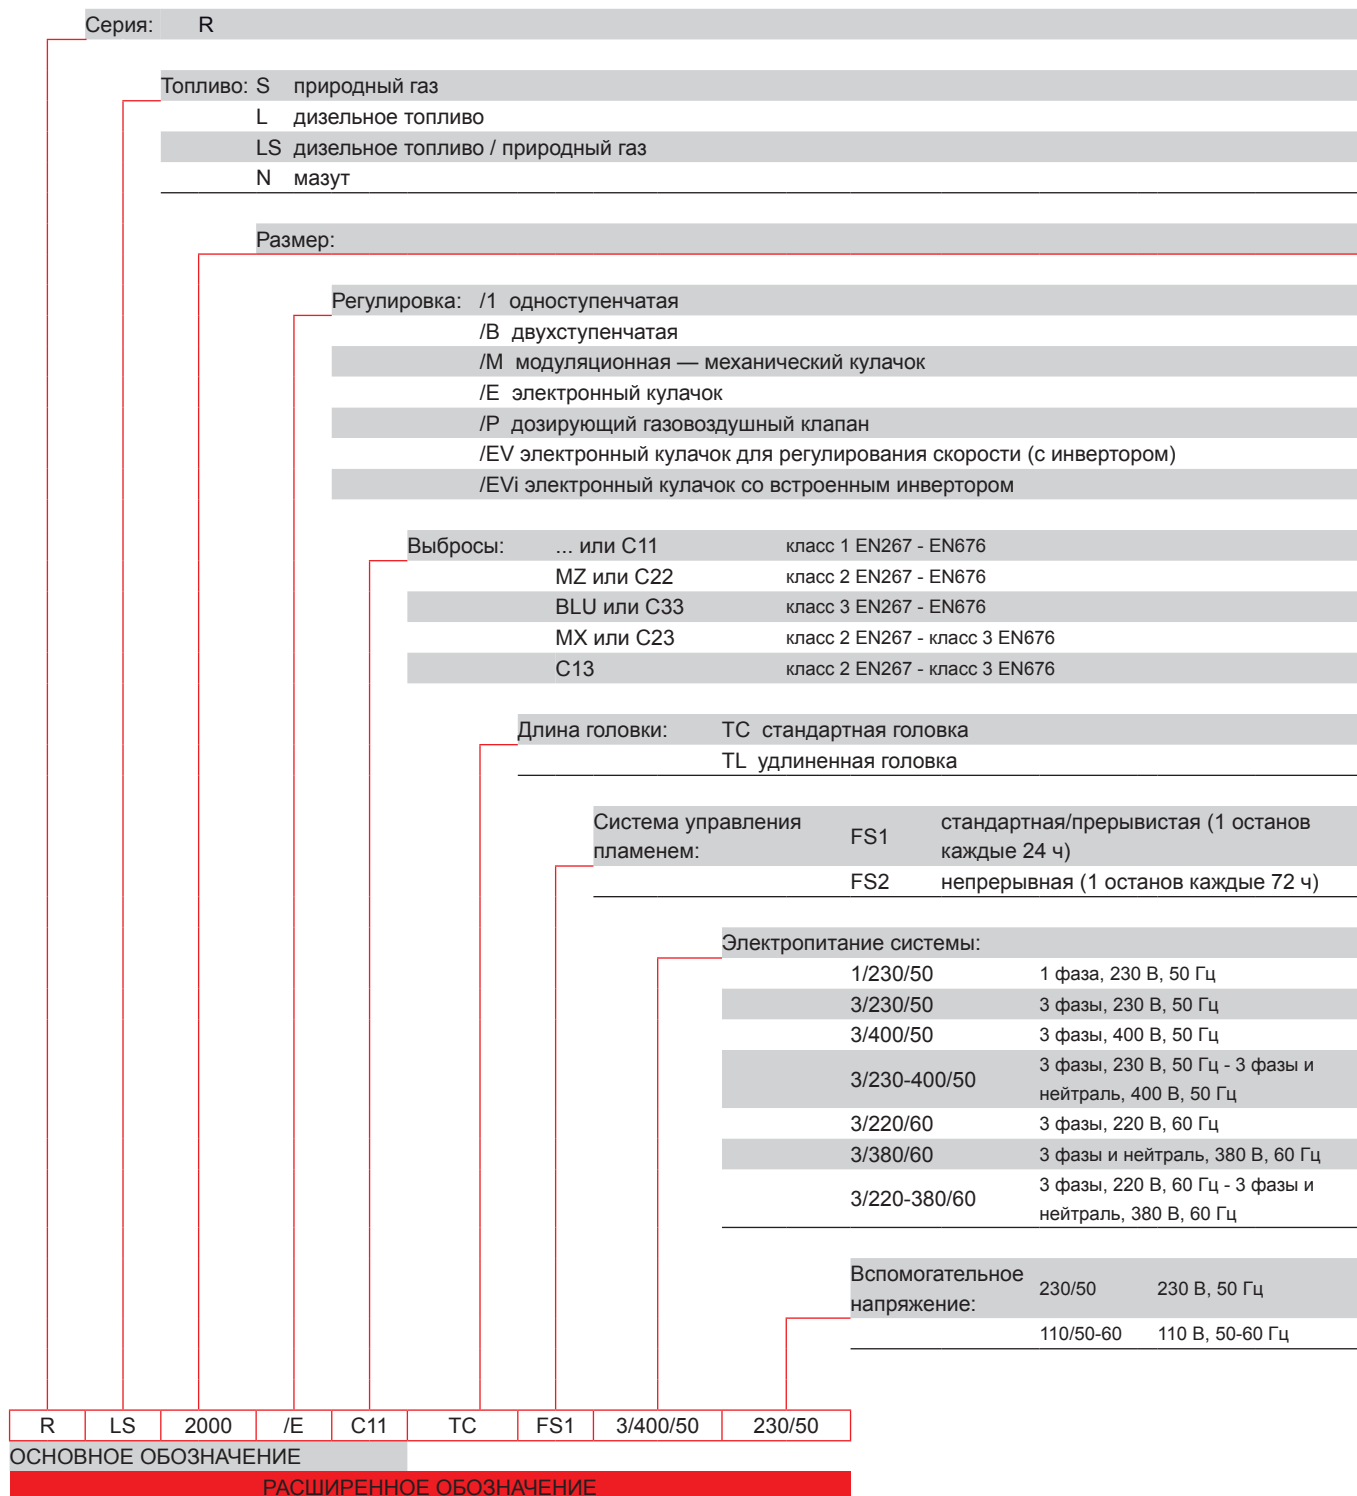 Серия: R
Топливо: S природный газ
L дизельное топливо
LS дизельное топливо / природный газ
N мазут
Размер:
Регулировка: /1 одноступенчатая
/B двухступенчатая
/M модуляционная — механический кулачок
/E электронный кулачок
/P дозирующий газовоздушный клапан
/EV электронный кулачок для регулирования скорости (с инвертором)
/EVi электронный кулачок со встроенным инвертором
Выбросы: ... или C11 класс 1 EN267 - EN676
MZ или C22 класс 2 EN267 - EN676
BLU или C33 класс 3 EN267 - EN676
MX или C23 класс 2 EN267 - класс 3 EN676
C13 класс 2 EN267 - класс 3 EN676
Длина головки: TC стандартная головка
TL удлиненная головка
Система управления пламенем: FS1 стандартная/прерывистая (1 останов
каждые 24 ч)
FS2 непрерывная (1 останов каждые 72 ч)
Электропитание системы:
1/230/50 1 фаза, 230 В, 50 Гц
3/230/50 3 фазы, 230 В, 50 Гц
3/400/50 3 фазы, 400 В, 50 Гц
3/230-400/50 3 фазы, 230 В, 50 Гц - 3 фазы и
нейтраль, 400 В, 50 Гц
3/220/60 3 фазы, 220 В, 60 Гц
3/380/60 3 фазы и нейтраль, 380 В, 60 Гц
3/220-380/60 3 фазы, 220 В, 60 Гц - 3 фазы и
нейтраль, 380 В, 60 Гц
Вспомогательное
напряжение: 230/50 230 В, 50 Гц
110/50-60 110 В, 50-60 Гц
R LS 2000 /E C11 TC FS1 3/400/50 230/50
ОСНОВНОЕ ОБОЗНАЧЕНИЕ
РАСШИРЕННОЕ ОБОЗНАЧЕНИЕ